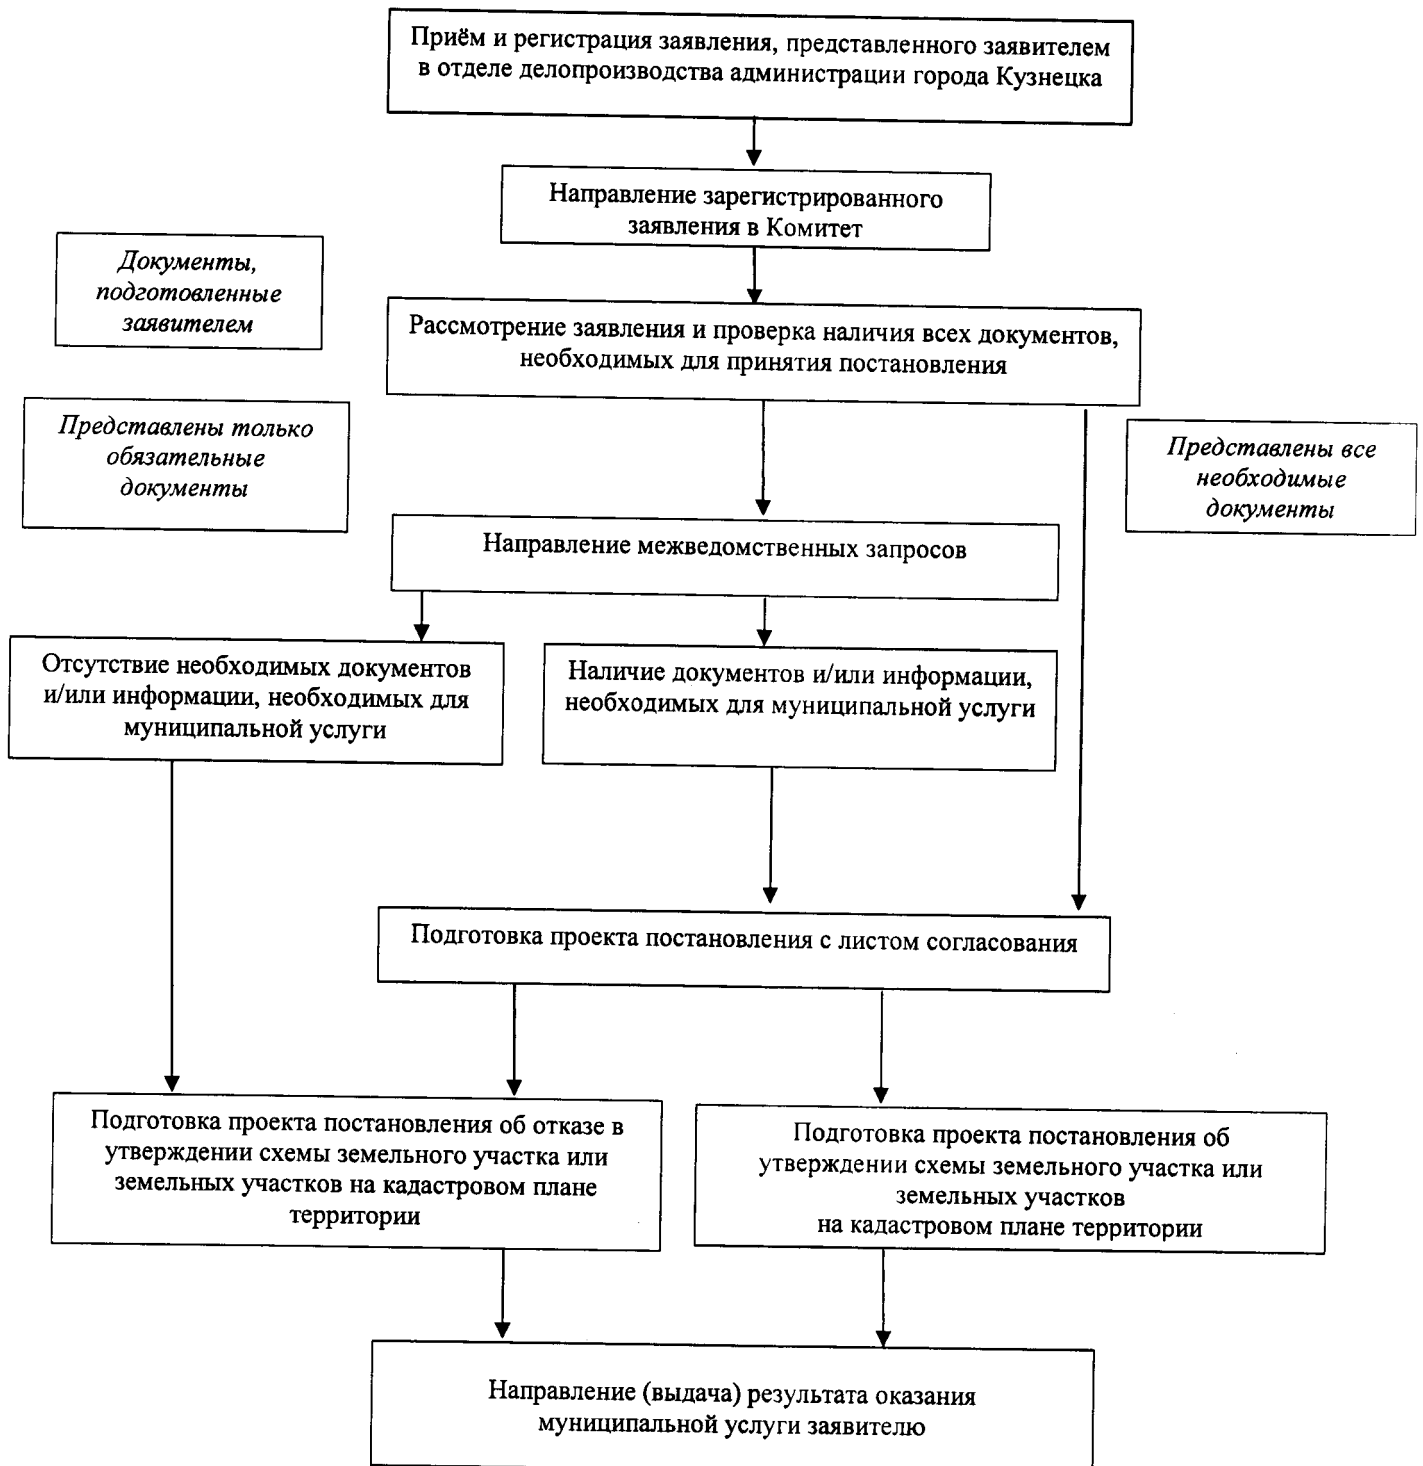 Приём и регистрация заявления, представленного заявителем
в отделе делопроизводства администрации города Кузнецка
Направление зарегистрированного
заявления в Комитет
Документы,
подготовленные
заявителем
Рассмотрение заявления и проверка наличия всех документов,
необходимых для принятия постановления
Представлены только
обязательные
документы
Представлены все
необходимые
документы
Направление межведомственных запросов
Отсутствие необходимых документов
и/или информации, необходимых для
муниципальной услуги
Наличие документов и/или информации,
необходимых для муниципальной услуги
Подготовка проекта постановления с листом согласования
Подготовка проекта постановления об отказе в
утверждении схемы земельного участка или
земельных участков на кадастровом плане
территории
Подготовка проекта постановления об
утверждении схемы земельного участка или
земельных участков
на кадастровом плане территории
Направление (выдача) результата оказания
муниципальной услуги заявителю